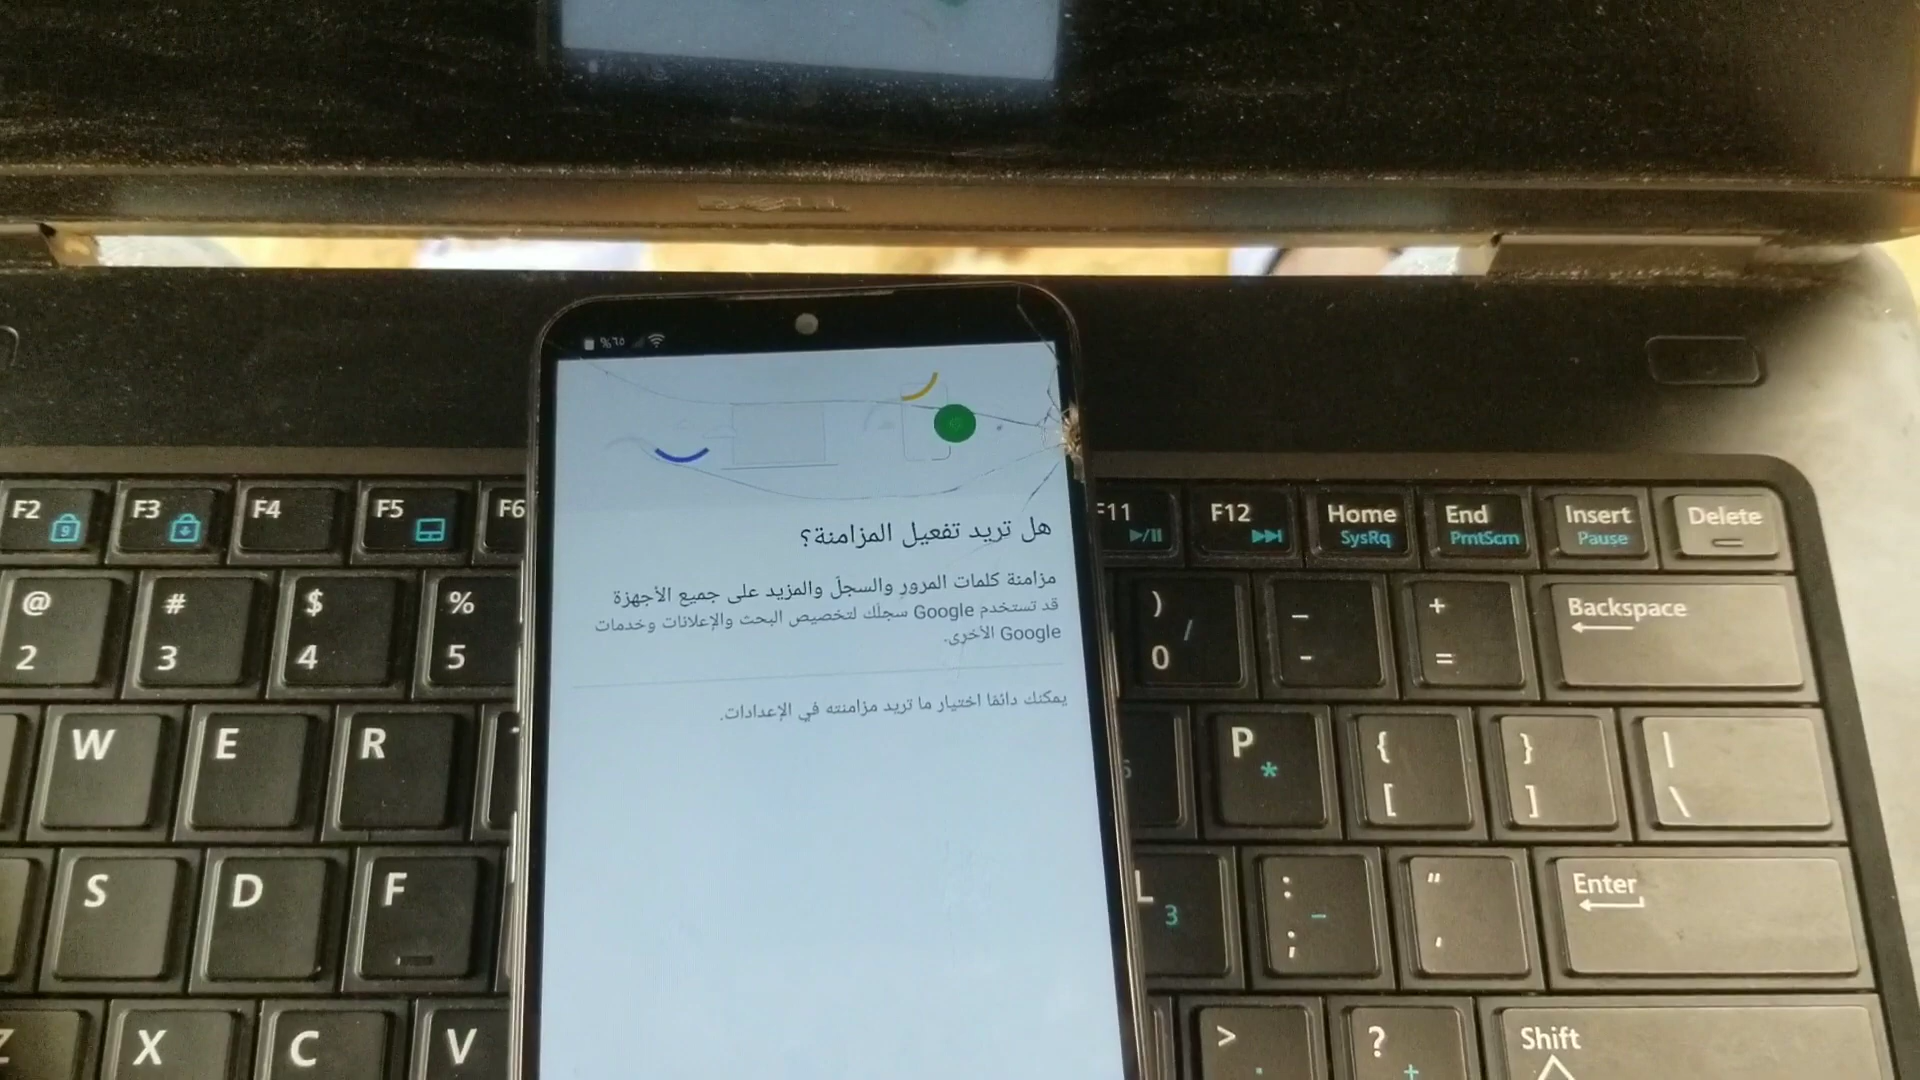 DELL
%٦٥
هل تريد تفعيل المزامنة؟
مزامنة كلمات المرور والسجلّ والمزيد على جميع الأجهزة
قد تستخدم Google سجلّك لتخصيص البحث والإعلانات وخدمات
Google الأخرى.
يمكنك دائمًا اختيار ما تريد مزامنته في الإعدادات.
F2 F3 F4 F5 F6 F11 F12 Home End Insert Delete
SysRq PrntScrn Pause
@ # $ % ) _ +
2 3 4 5 0 / - =
Backspace
W E R P * { } |
[ ] \
S D F L 3 : _ " Enter
; '
X C V > ? Shift
. +